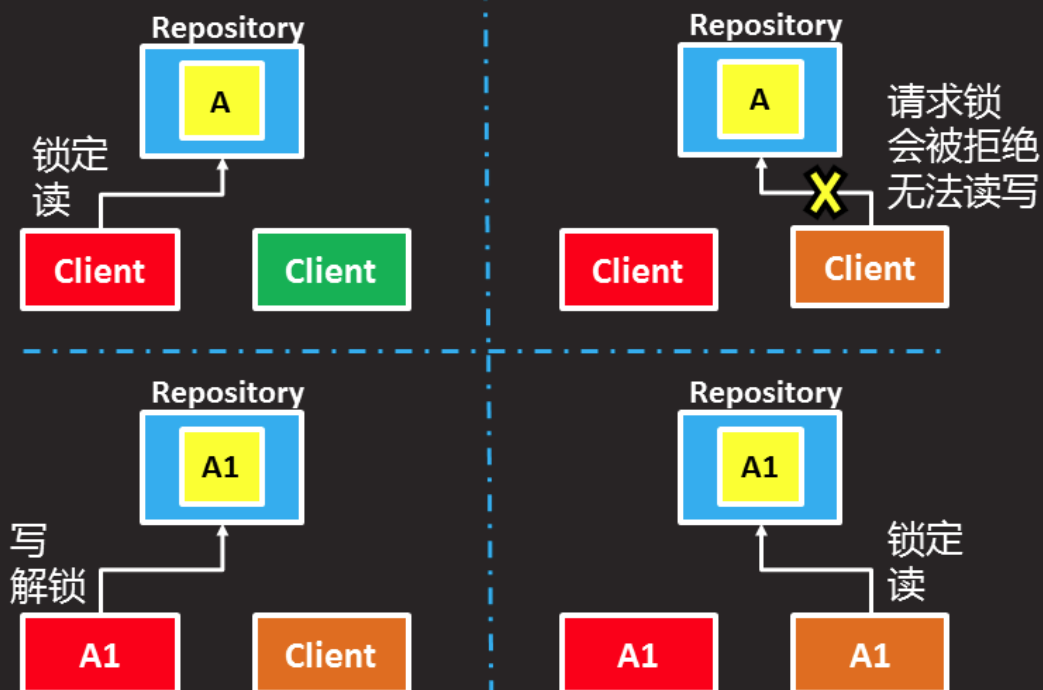 Repository
A
锁定
读
Client
Client
Repository
A
请求锁
会被拒绝
无法读写
X
Client
Client
Repository
A1
写
解锁
A1
Client
Repository
A1
锁定
读
A1
A1